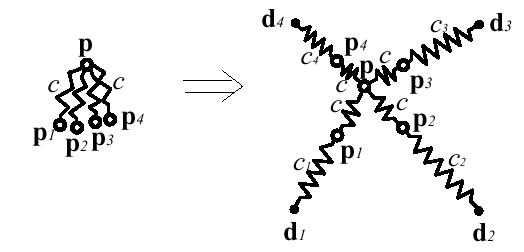 p
c c
p1 p2 p3 p4
d4 c3 d3
p4
c4 p c p3
c
c c
p2
p1
c1 c2
d1 d2